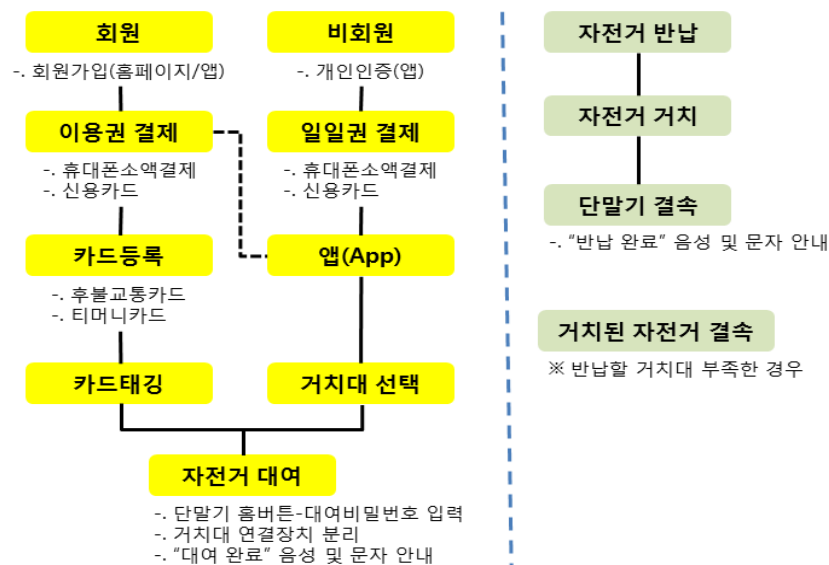 회원
-. 회원가입(홈페이지/앱)
이용권 결제
-. 휴대폰소액결제
-. 신용카드
카드등록
-. 후불교통카드
-. 티머니카드
카드태깅
비회원
-. 개인인증(앱)
일일권 결제
-. 휴대폰소액결제
-. 신용카드
앱(App)
거치대 선택
자전거 대여
-. 단말기 홈버튼-대여비밀번호 입력
-. 거치대 연결장치 분리
-. “대여 완료” 음성 및 문자 안내
자전거 반납
자전거 거치
단말기 결속
-. “반납 완료” 음성 및 문자 안내
거치된 자전거 결속
※ 반납할 거치대 부족한 경우